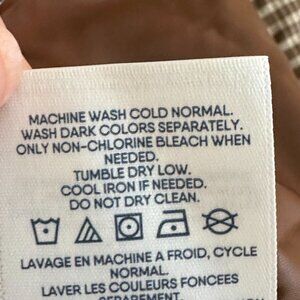 MACHINE WASH COLD NORMAL.
WASH DARK COLORS SEPARATELY.
ONLY NON-CHLORINE BLEACH WHEN
NEEDED.
TUMBLE DRY LOW.
COOL IRON IF NEEDED.
DO NOT DRY CLEAN.
LAVAGE EN MACHINE A FROID, CYCLE
NORMAL.
LAVER LES COULEURS FONCEES
SEPAREMENT.